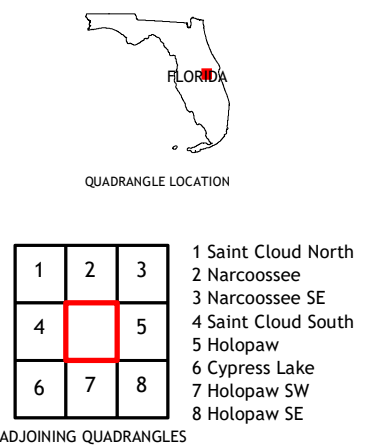 FLORIDA
QUADRANGLE LOCATION
1 2 3
4 5
6 7 8
1 Saint Cloud North
2 Narcoossee
3 Narcoossee SE
4 Saint Cloud South
5 Holopaw
6 Cypress Lake
7 Holopaw SW
8 Holopaw SE
ADJOINING QUADRANGLES